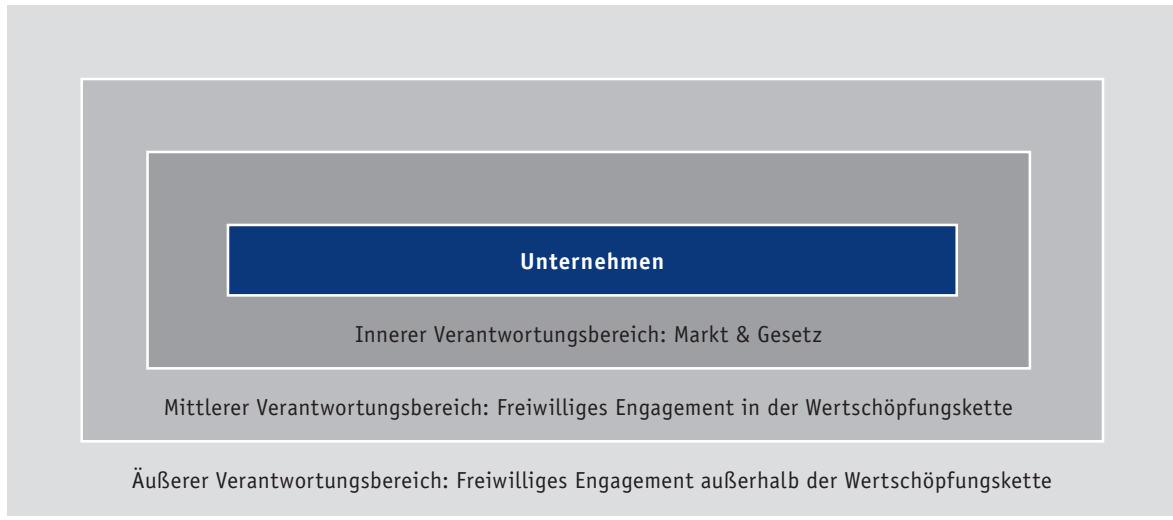 Unternehmen
Innerer Verantwortungsbereich: Markt & Gesetz
Mittlerer Verantwortungsbereich: Freiwilliges Engagement in der Wertschöpfungskette
Äußerer Verantwortungsbereich: Freiwilliges Engagement außerhalb der Wertschöpfungskette